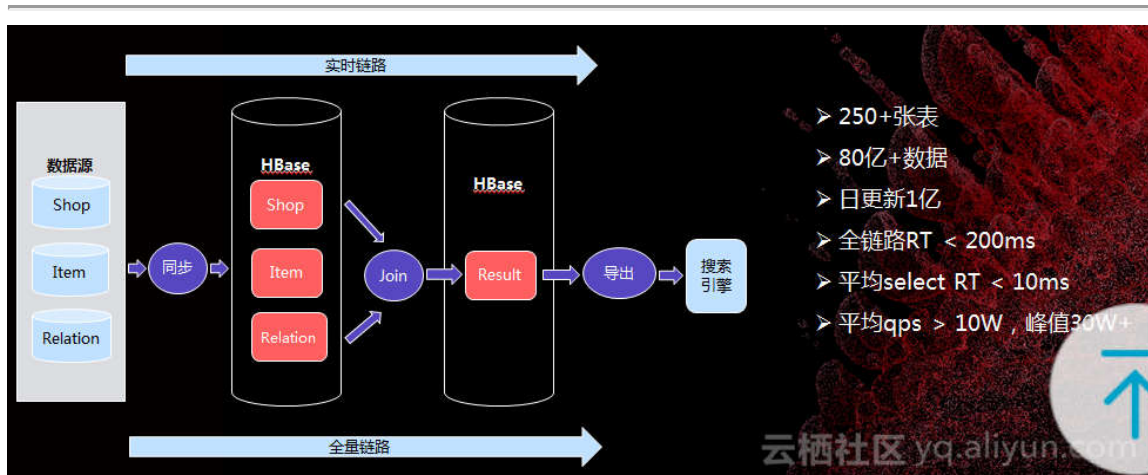 实时链路
数据源
Shop
Item
Relation
同步
HBase
Shop
Item
Relation
Join
HBase
Result
导出
搜索
引擎
全量链路
➢ 250+张表
➢ 80亿+数据
➢ 日更新1亿
➢ 全链路RT < 200ms
➢ 平均select RT < 10ms
➢ 平均qps > 10W，峰值30W+
云栖社区 yq.aliyun.com